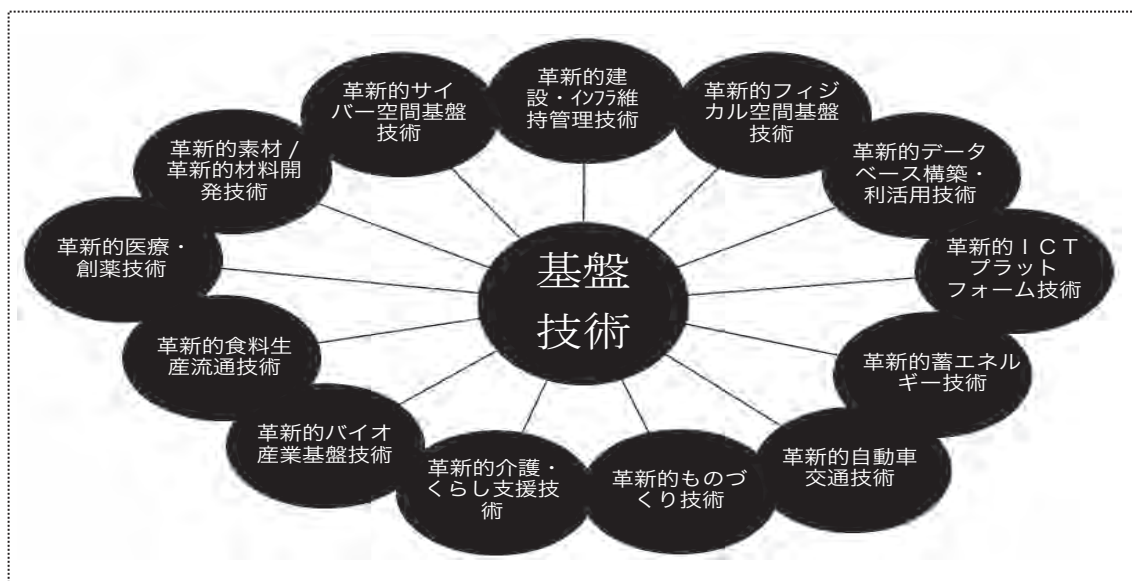 革新的建
設・ｲﾝﾌﾗ維
持管理技術
革新的フィジ
カル空間基盤
技術
革新的データ
ベース構築・
利活用技術
革新的ＩＣＴ
プラット
フォーム技術
革新的蓄エネル
ギー技術
革新的自動車
交通技術
革新的ものづ
くり技術
革新的介護・
くらし支援技
術
革新的バイオ
産業基盤技術
革新的食料生
産流通技術
革新的医療・
創薬技術
革新的素材/
革新的材料開
発技術
革新的サイ
バー空間基盤
技術
基盤
技術